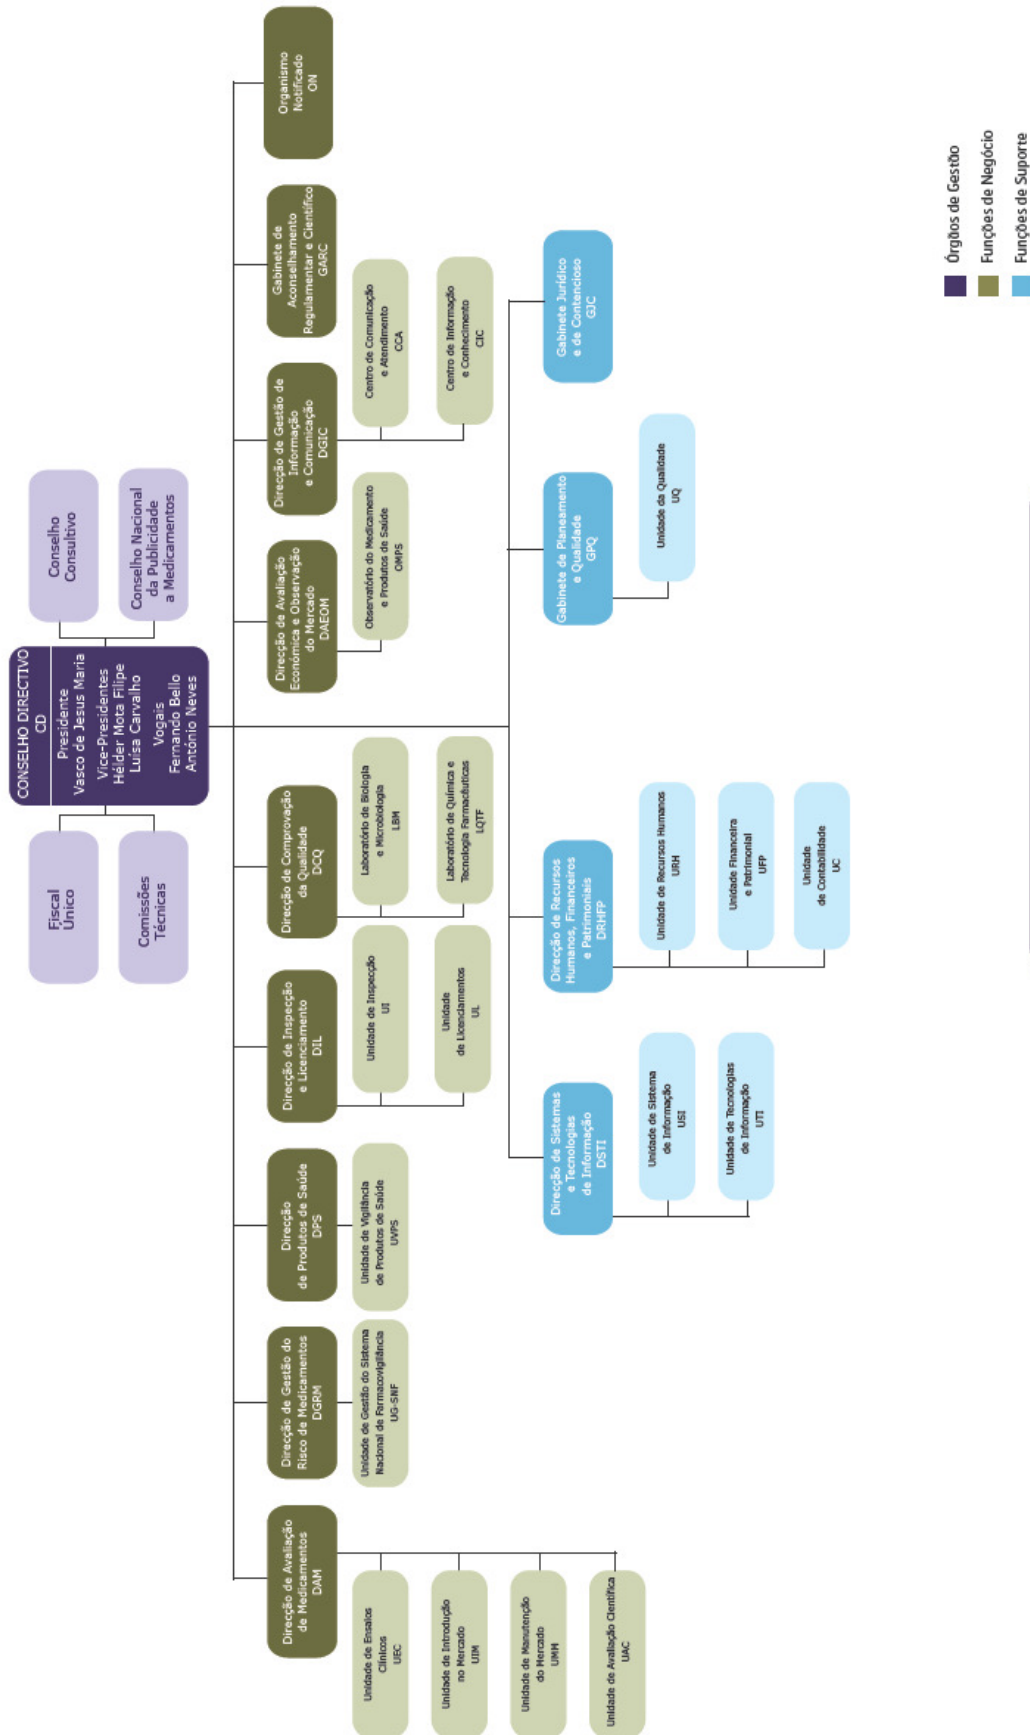 Fiscal
Único
Comissões
Técnicas
CONSELHO DIRECTIVO
CD
Presidente
Vasco de Jesus Maria
Vice-Presidentes
Hélder Mota Filipe
Luísa Carvalho
Vogais
Fernando Bello
António Neves
Conselho
Consultivo
Conselho Nacional
da Publicidade
a Medicamentos
Direcção de Avaliação
de Medicamentos
DAM
Unidade de Ensaios
Clínicos
UEC
Unidade de Introdução
no Mercado
UIM
Unidade de Manutenção
do Mercado
UMM
Unidade de Avaliação Científica
UAC
Direcção de Gestão do
Risco de Medicamentos
DGRM
Unidade de Gestão do Sistema
Nacional de Farmacovigilância
UG-SNF
Direcção
de Produtos de Saúde
DPS
Unidade de Vigilância
de Produtos de Saúde
UVPS
Direcção de Inspecção
e Licenciamento
DIL
Unidade de Inspecção
UI
Unidade
de Licenciamentos
UL
Direcção de Comprovação
da Qualidade
DCQ
Laboratório de Biologia
e Microbiologia
LBM
Laboratório de Química e
Tecnologia Farmacêuticas
LQTF
Direcção de Avaliação
Económica e Observação
do Mercado
DAEOM
Observatório do Medicamento
e Produtos de Saúde
OMPS
Direcção de Gestão de
Informação
e Comunicação
DGIC
Centro de Comunicação
e Atendimento
CCA
Centro de Informação
e Conhecimento
CIC
Gabinete de
Aconselhamento
Regulamentar e Científico
GARC
Organismo
Notificado
ON
Direcção de Sistemas
e Tecnologias
de Informação
DSTI
Unidade de Sistema
de Informação
USI
Unidade de Tecnologias
de Informação
UTI
Direcção de Recursos
Humanos, Financeiros
e Patrimoniais
DRHFP
Unidade de Recursos Humanos
URH
Unidade Financeira
e Patrimonial
UFP
Unidade
de Contabilidade
UC
Gabinete de Planeamento
e Qualidade
GPQ
Unidade da Qualidade
UQ
Gabinete Jurídico
e de Contencioso
GJC
Órgãos de Gestão
Funções de Negócio
Funções de Suporte